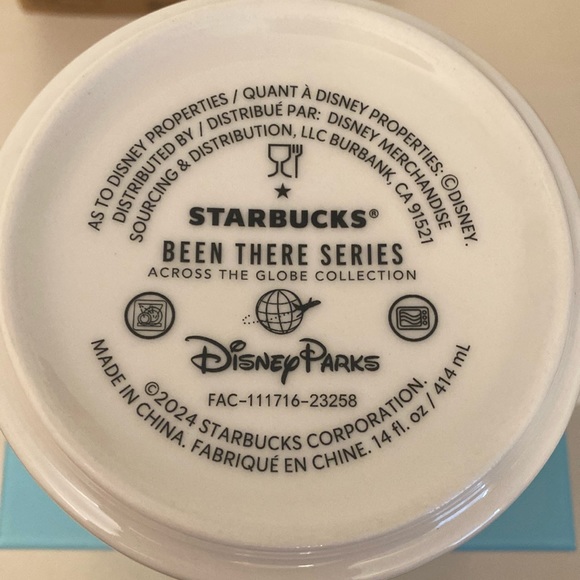 AS TO DISNEY PROPERTIES / QUANT À DISNEY PROPERTIES: ©DISNEY.
DISTRIBUTED BY / DISTRIBUÉ PAR: DISNEY MERCHANDISE
SOURCING & DISTRIBUTION, LLC BURBANK, CA 91521
STARBUCKS®
BEEN THERE SERIES
ACROSS THE GLOBE COLLECTION
DISNEY PARKS
FAC-111716-23258
©2024 STARBUCKS CORPORATION.
MADE IN CHINA. FABRIQUÉ EN CHINE. 14 fl. oz / 414 mL